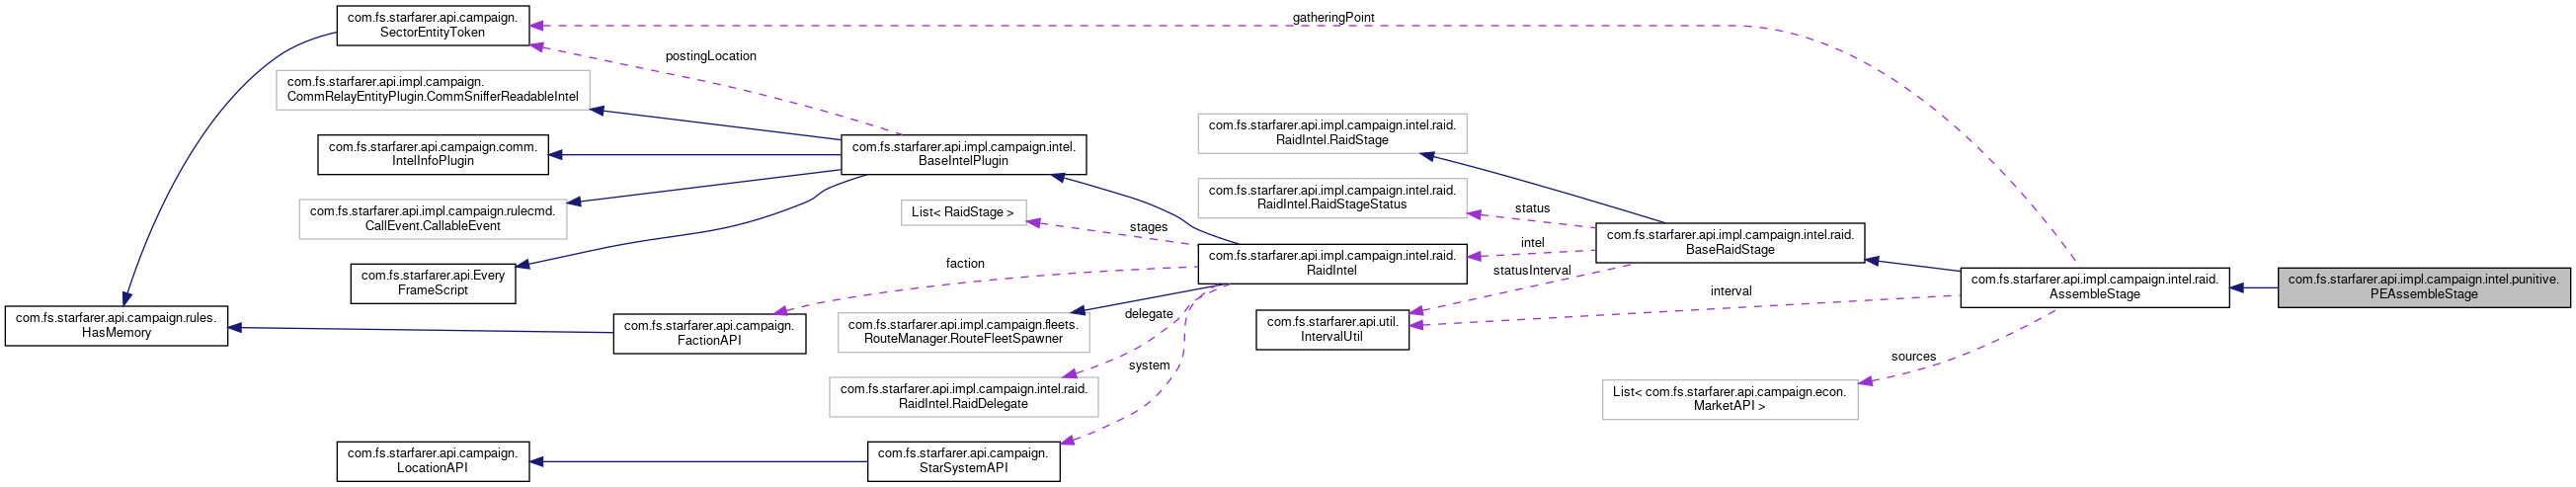 com.fs.starfarer.api.campaign.
SectorEntityToken
gatheringPoint
postingLocation
com.fs.starfarer.api.impl.campaign.
CommRelayEntityPlugin.CommSnifferReadableIntel
com.fs.starfarer.api.campaign.comm.
IntelInfoPlugin
com.fs.starfarer.api.impl.campaign.intel.
BaseIntelPlugin
com.fs.starfarer.api.impl.campaign.intel.raid.
RaidIntel.RaidStage
com.fs.starfarer.api.impl.campaign.rulecmd.
CallEvent.CallableEvent
List< RaidStage >
stages
com.fs.starfarer.api.impl.campaign.intel.raid.
RaidIntel.RaidStageStatus
status
com.fs.starfarer.api.impl.campaign.intel.raid.
BaseRaidStage
intel
statusInterval
com.fs.starfarer.api.Every
FrameScript
faction
com.fs.starfarer.api.impl.campaign.intel.raid.
RaidIntel
com.fs.starfarer.api.impl.campaign.intel.raid.
AssembleStage
com.fs.starfarer.api.impl.campaign.intel.punitive.
PEAssembleStage
interval
com.fs.starfarer.api.campaign.rules.
HasMemory
com.fs.starfarer.api.campaign.
FactionAPI
com.fs.starfarer.api.impl.campaign.fleets.
RouteManager.RouteFleetSpawner
delegate
com.fs.starfarer.api.util.
IntervalUtil
system
sources
com.fs.starfarer.api.impl.campaign.intel.raid.
RaidIntel.RaidDelegate
List< com.fs.starfarer.api.campaign.econ.
MarketAPI >
com.fs.starfarer.api.campaign.
LocationAPI
com.fs.starfarer.api.campaign.
StarSystemAPI